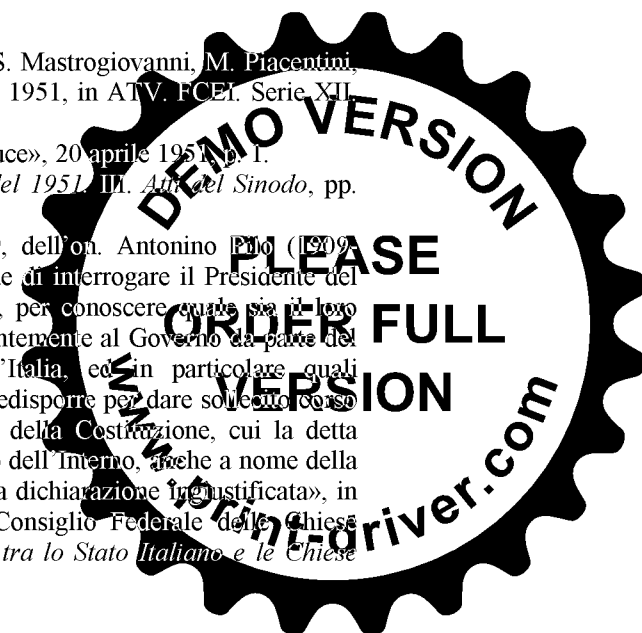 S. Mastrogiovanni, M. Piacentini,
1951, in ATV. FCEI. Serie XII,
uce», 20 aprile 1951, p. 1.
del 1951. III. Atti del Sinodo, pp.
, dell'on. Antonino (1909-
e di interrogare il Presidente del
, per conoscere quale sia il loro
ntemente al Governo da parte del
'Italia, ed in particolare quali
edisporre per dare sollecito corso
della Costituzione, cui la detta
o dell'Interno, anche a nome della
a dichiarazione ingiustificata», in
Consiglio Federale delle Chiese
tra lo Stato Italiano e le Chiese
DEMO VERSION
PLEASE
ORDER FULL
VERSION
www.print-driver.com